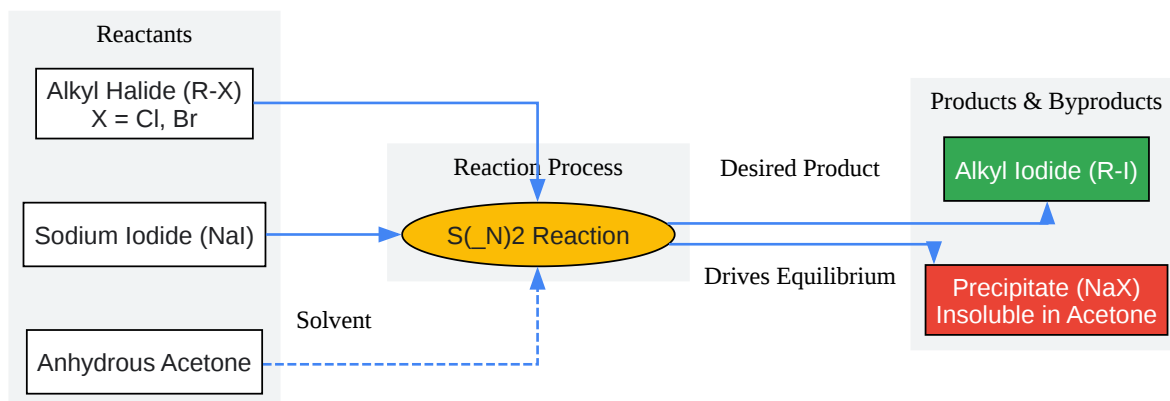 Reactants
Alkyl Halide (R-X)
X = Cl, Br
Sodium Iodide (NaI)
Anhydrous Acetone
Solvent
Reaction Process
S(_N)2 Reaction
Desired Product
Drives Equilibrium
Products & Byproducts
Alkyl Iodide (R-I)
Precipitate (NaX)
Insoluble in Acetone